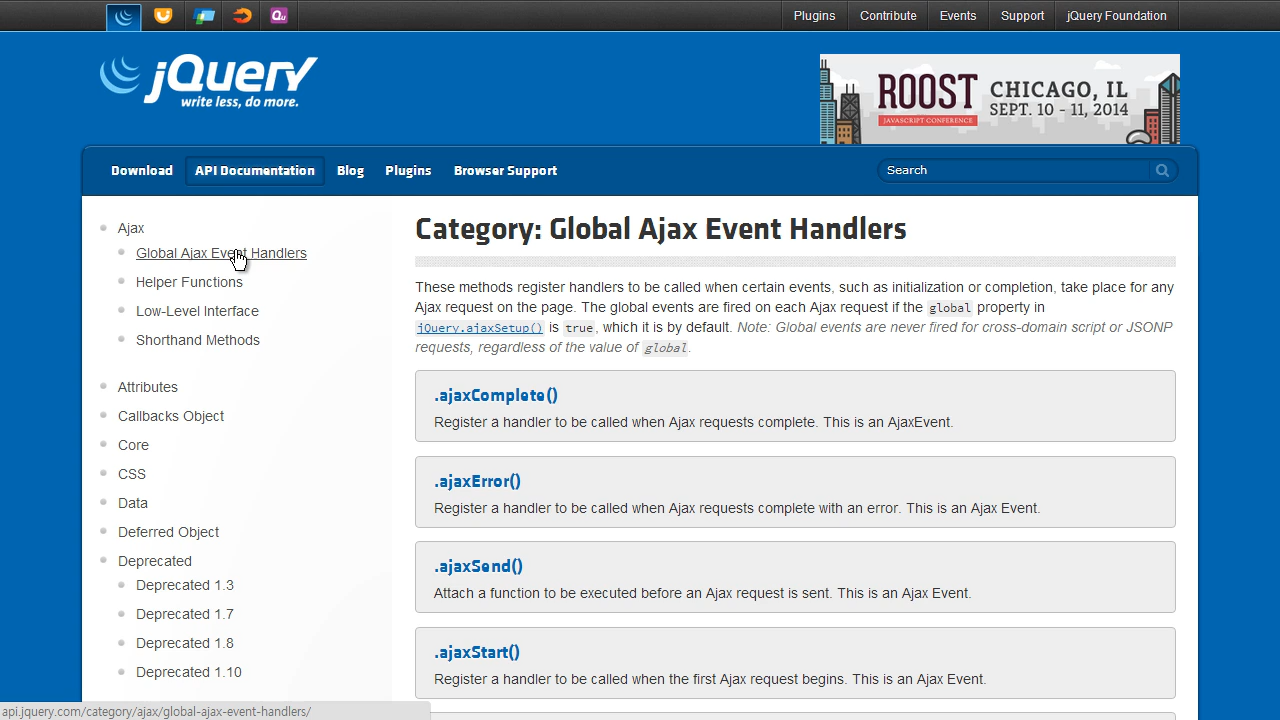 Plugins
Contribute
Events
Support
jQuery Foundation
jQuery
write less, do more.
ROOST
JAVASCRIPT CONFERENCE
CHICAGO, IL
SEPT. 10 - 11, 2014
Download
API Documentation
Blog
Plugins
Browser Support
Search
Ajax
Global Ajax Event Handlers
Helper Functions
Low-Level Interface
Shorthand Methods
Attributes
Callbacks Object
Core
CSS
Data
Deferred Object
Deprecated
Deprecated 1.3
Deprecated 1.7
Deprecated 1.8
Deprecated 1.10
Category: Global Ajax Event Handlers
These methods register handlers to be called when certain events, such as initialization or completion, take place for any
Ajax request on the page. The global events are fired on each Ajax request if the global property in
jQuery.ajaxSetup() is true, which it is by default. Note: Global events are never fired for cross-domain script or JSONP
requests, regardless of the value of global.
.ajaxComplete()
Register a handler to be called when Ajax requests complete. This is an AjaxEvent.
.ajaxError()
Register a handler to be called when Ajax requests complete with an error. This is an Ajax Event.
.ajaxSend()
Attach a function to be executed before an Ajax request is sent. This is an Ajax Event.
.ajaxStart()
Register a handler to be called when the first Ajax request begins. This is an Ajax Event.
api.jquery.com/category/ajax/global-ajax-event-handlers/